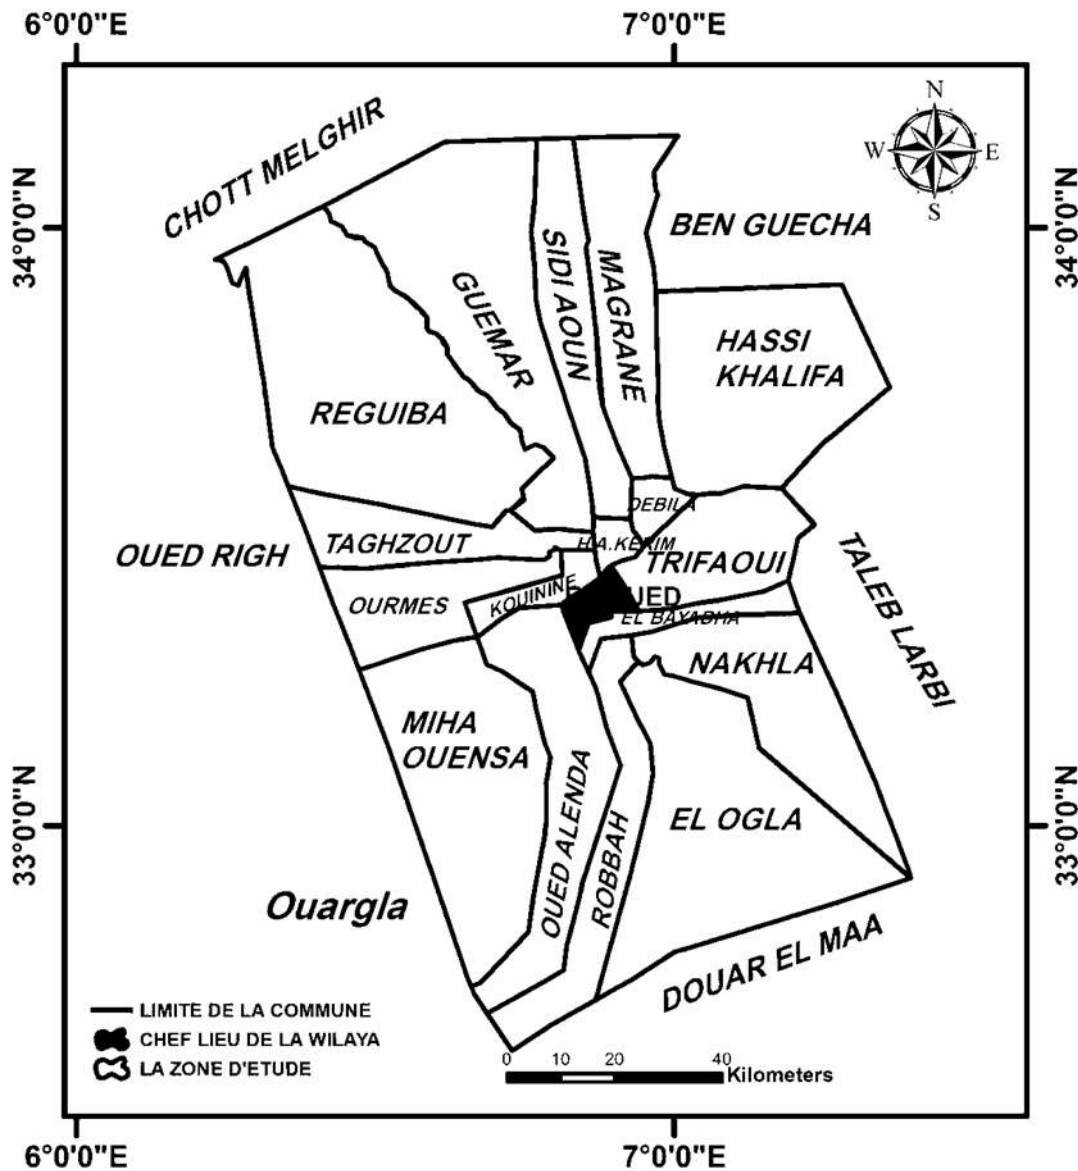 6°0'0"E
7°0'0"E
N
W
E
S
CHOTT MELGHIR
34°0'0"N
34°0'0"N
BEN GUECHA
SIDI AOUN
MAGRANE
GUEMAR
HASSI
KHALIFA
REGUIBA
DEBILA
TAGHZOUT
H.A.KERIM
OUED RIGH
TRIFAOUI
TALEB LARBI
OURMES
KOUININE
OUED
EL BAYADHA
NAKHLA
MIHA
OUENSA
OUED ALENDA
ROBBAH
EL OGLA
33°0'0"N
33°0'0"N
Ouargla
DOUAR EL MAA
LIMITE DE LA COMMUNE
CHEF LIEU DE LA WILAYA
LA ZONE D'ETUDE
0 10 20 40
Kilometers
6°0'0"E
7°0'0"E